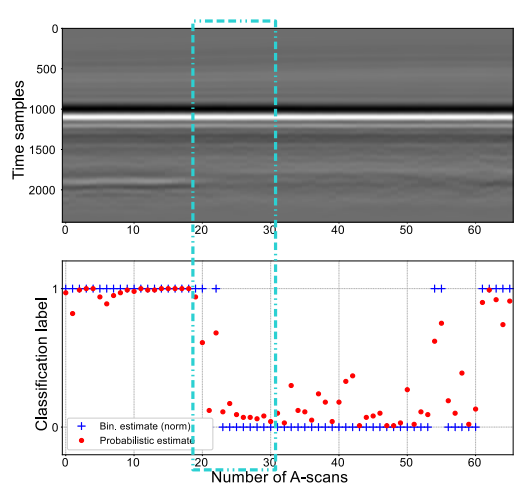 0
500
1000
1500
2000
Time samples
0 10 20 30 40 50 60
1
0
Classification label
Bin. estimate (norm)
Probabilistic estimate
0 10 20 30 40 50 60
Number of A-scans